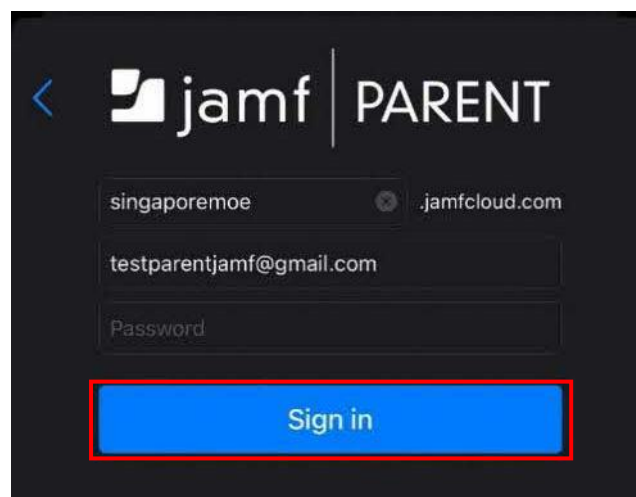 jamf | PARENT
singaporemoe .jamfcloud.com
testparentjamf@gmail.com
Password
Sign in